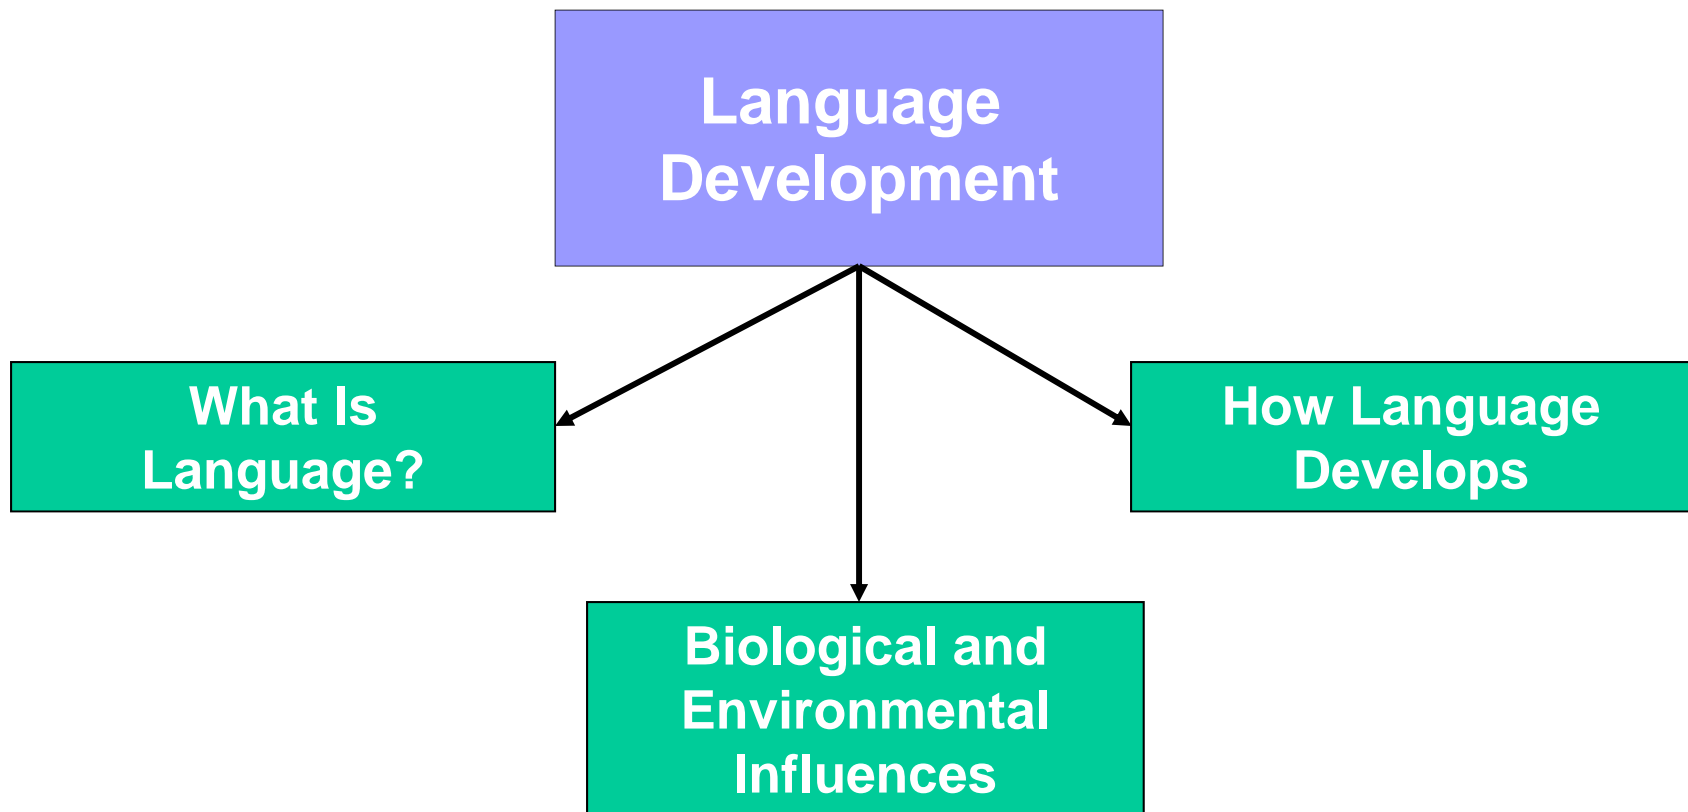 Language
Development
What Is
Language?
How Language
Develops
Biological and
Environmental
Influences